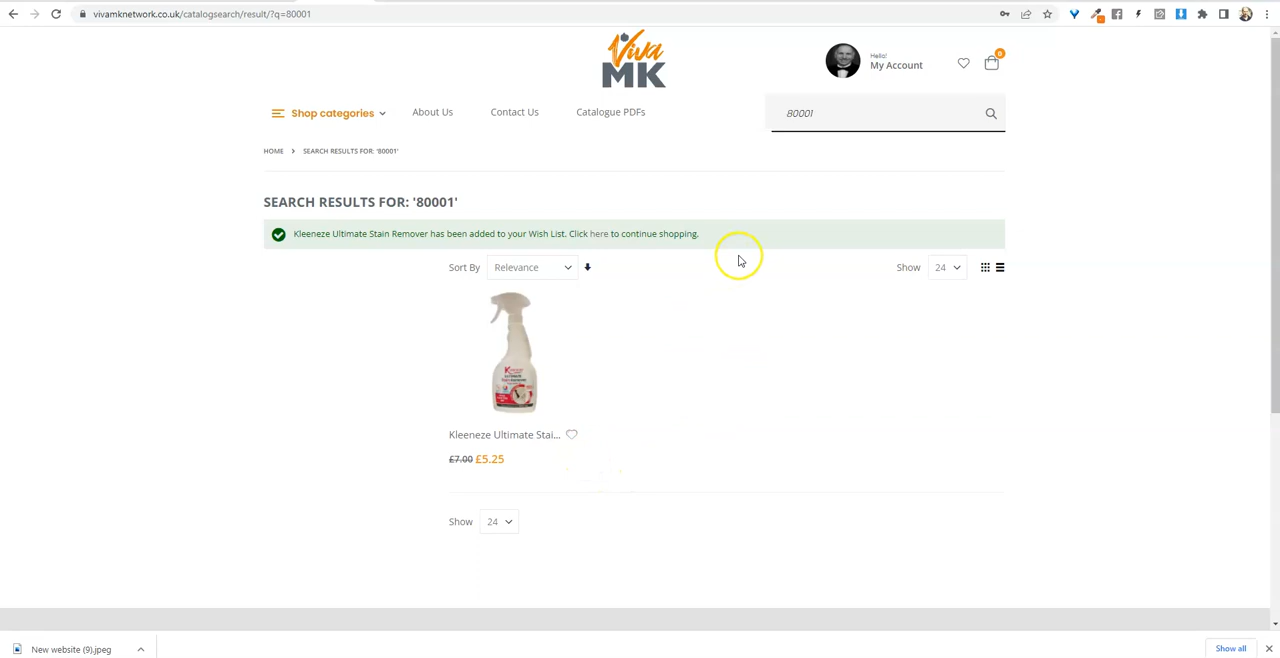 vivamknetwork.co.uk/catalogsearch/result/?q=80001
Viva
MK
Hello!
My Account
0
Shop categories
About Us
Contact Us
Catalogue PDFs
80001
HOME > SEARCH RESULTS FOR: '80001'
SEARCH RESULTS FOR: '80001'
Kleeneze Ultimate Stain Remover has been added to your Wish List. Click here to continue shopping.
Sort By Relevance
Show 24
Kleeneze Ultimate Stai...
£7.00 £5.25
Show 24
New website (9).jpeg
Show all